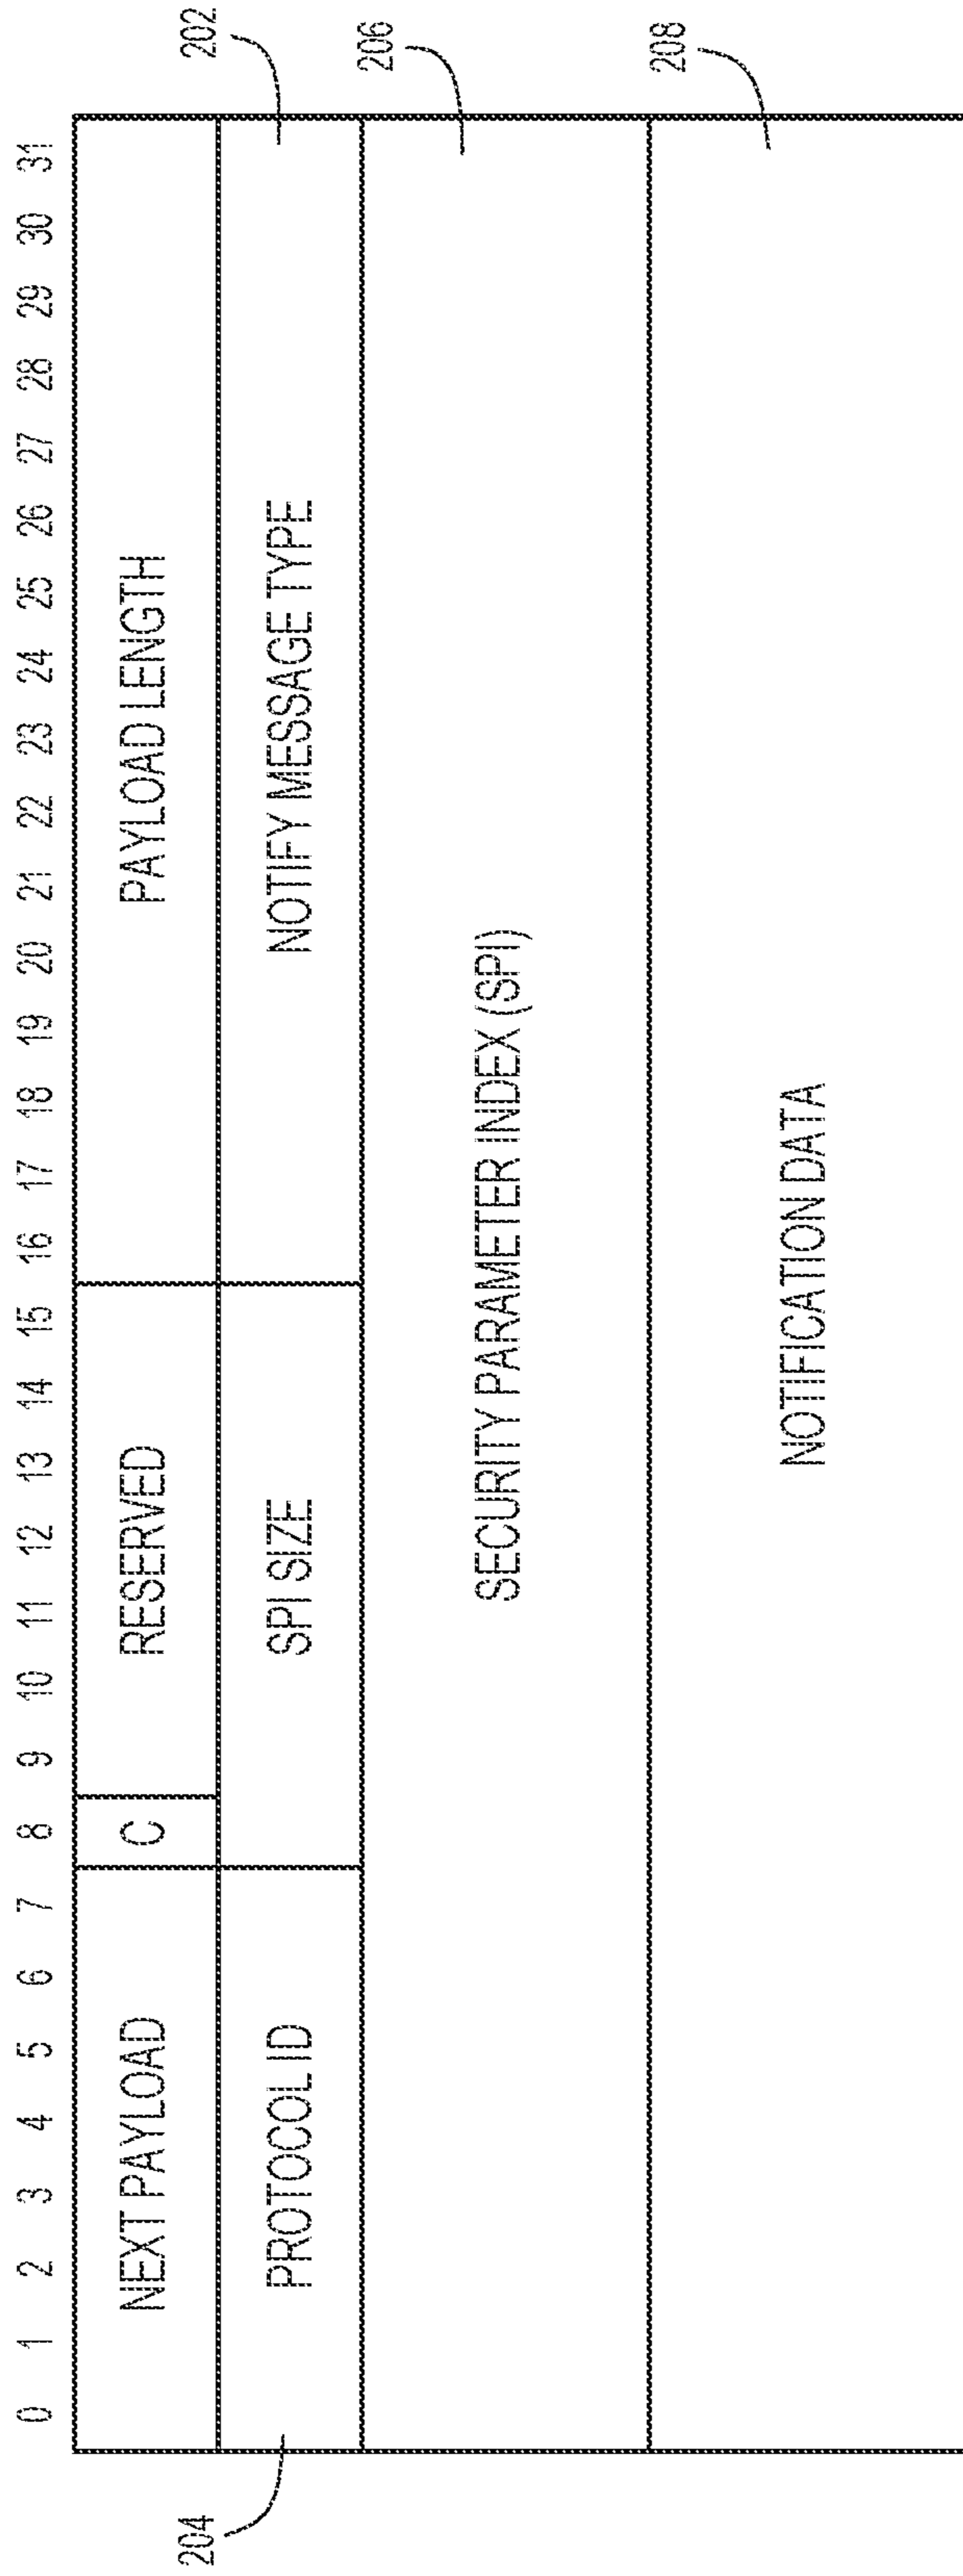 0 1 2 3 4 5 6 7 8 9 10 11 12 13 14 15 16 17 18 19 20 21 22 23 24 25 26 27 28 29 30 31
NEXT PAYLOAD C RESERVED PAYLOAD LENGTH
204 PROTOCOL ID SPI SIZE NOTIFY MESSAGE TYPE 202
SECURITY PARAMETER INDEX (SPI) 206
NOTIFICATION DATA 208